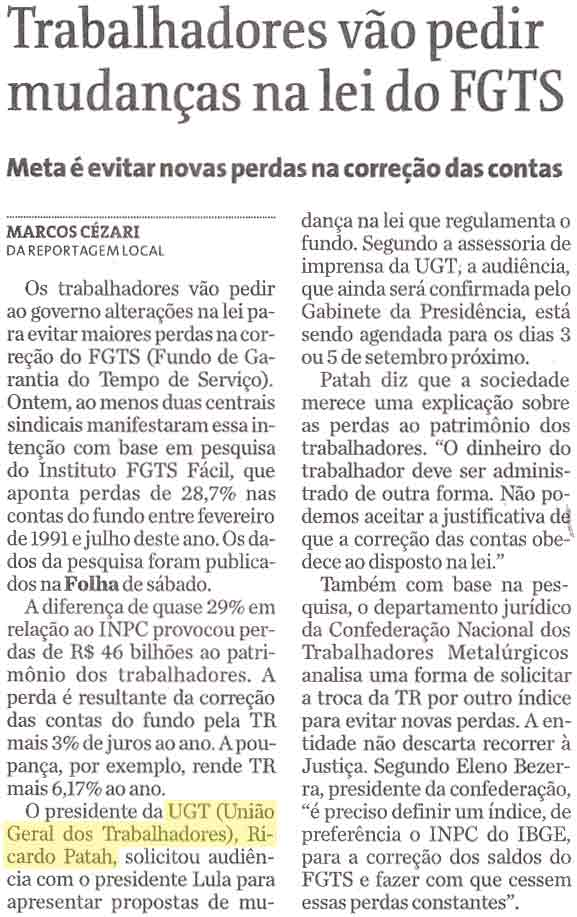 Trabalhadores vão pedir
mudanças na lei do FGTS
Meta é evitar novas perdas na correção das contas
MARCOS CÉZARI
DA REPORTAGEM LOCAL
Os trabalhadores vão pedir
ao governo alterações na lei pa-
ra evitar maiores perdas na cor-
reção do FGTS (Fundo de Ga-
rantia do Tempo de Serviço).
Ontem, ao menos duas centrais
sindicais manifestaram essa in-
tenção com base em pesquisa
do Instituto FGTS Fácil, que
aponta perdas de 28,7% nas
contas do fundo entre fevereiro
de 1991 e julho deste ano. Os da-
dos da pesquisa foram publica-
dos na Folha de sábado.
A diferença de quase 29% em
relação ao INPC provocou per-
das de R$ 46 bilhões ao patri-
mônio dos trabalhadores. A
perda é resultante da correção
das contas do fundo pela TR
mais 3% de juros ao ano. A pou-
pança, por exemplo, rende TR
mais 6,17% ao ano.
O presidente da UGT (União
Geral dos Trabalhadores), Ri-
cardo Patah, solicitou audiên-
cia com o presidente Lula para
apresentar propostas de mu-
dança na lei que regulamenta o
fundo. Segundo a assessoria de
imprensa da UGT, a audiência,
que ainda será confirmada pelo
Gabinete da Presidência, está
sendo agendada para os dias 3
ou 5 de setembro próximo.
Patah diz que a sociedade
merece uma explicação sobre
as perdas ao patrimônio dos
trabalhadores. “O dinheiro do
trabalhador deve ser adminis-
trado de outra forma. Não po-
demos aceitar a justificativa de
que a correção das contas obe-
dece ao disposto na lei.”
Também com base na pes-
quisa, o departamento jurídico
da Confederação Nacional dos
Trabalhadores Metalúrgicos
analisa uma forma de solicitar
a troca da TR por outro índice
para evitar novas perdas. A en-
tidade não descarta recorrer à
Justiça. Segundo Eleno Bezer-
ra, presidente da confederação,
“é preciso definir um índice, de
preferência o INPC do IBGE,
para a correção dos saldos do
FGTS e fazer com que cessem
essas perdas constantes”.